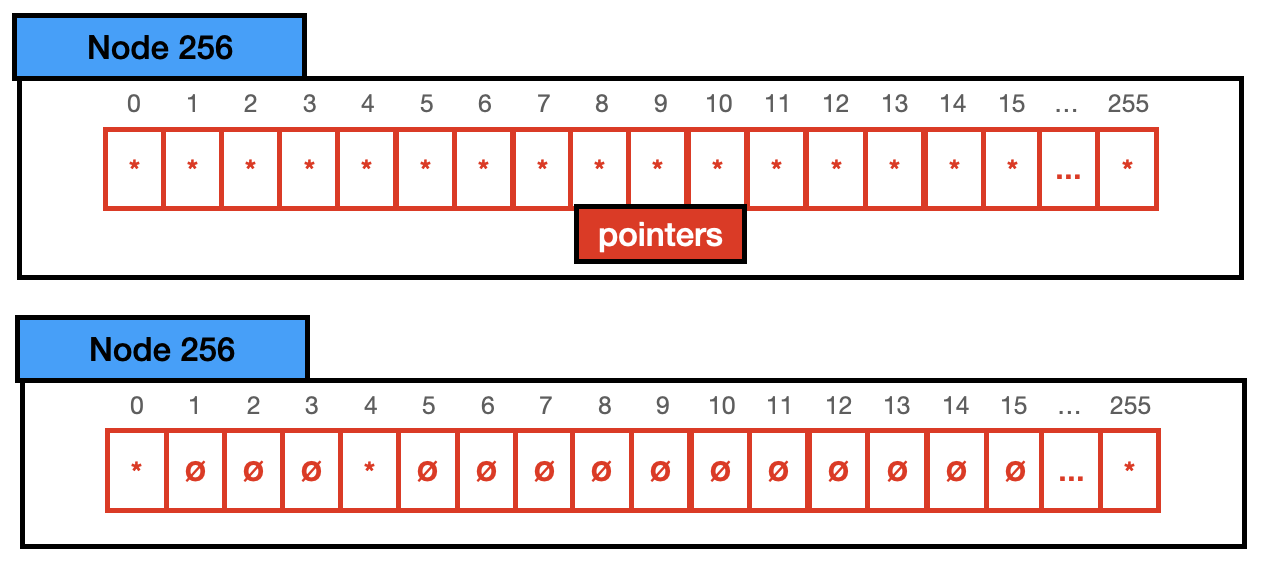 Node 256
0 1 2 3 4 5 6 7 8 9 10 11 12 13 14 15 ... 255
* * * * * * * * * * * * * * * * ... *
pointers
Node 256
0 1 2 3 4 5 6 7 8 9 10 11 12 13 14 15 ... 255
* Ø Ø Ø * Ø Ø Ø Ø Ø Ø Ø Ø Ø Ø Ø ... *